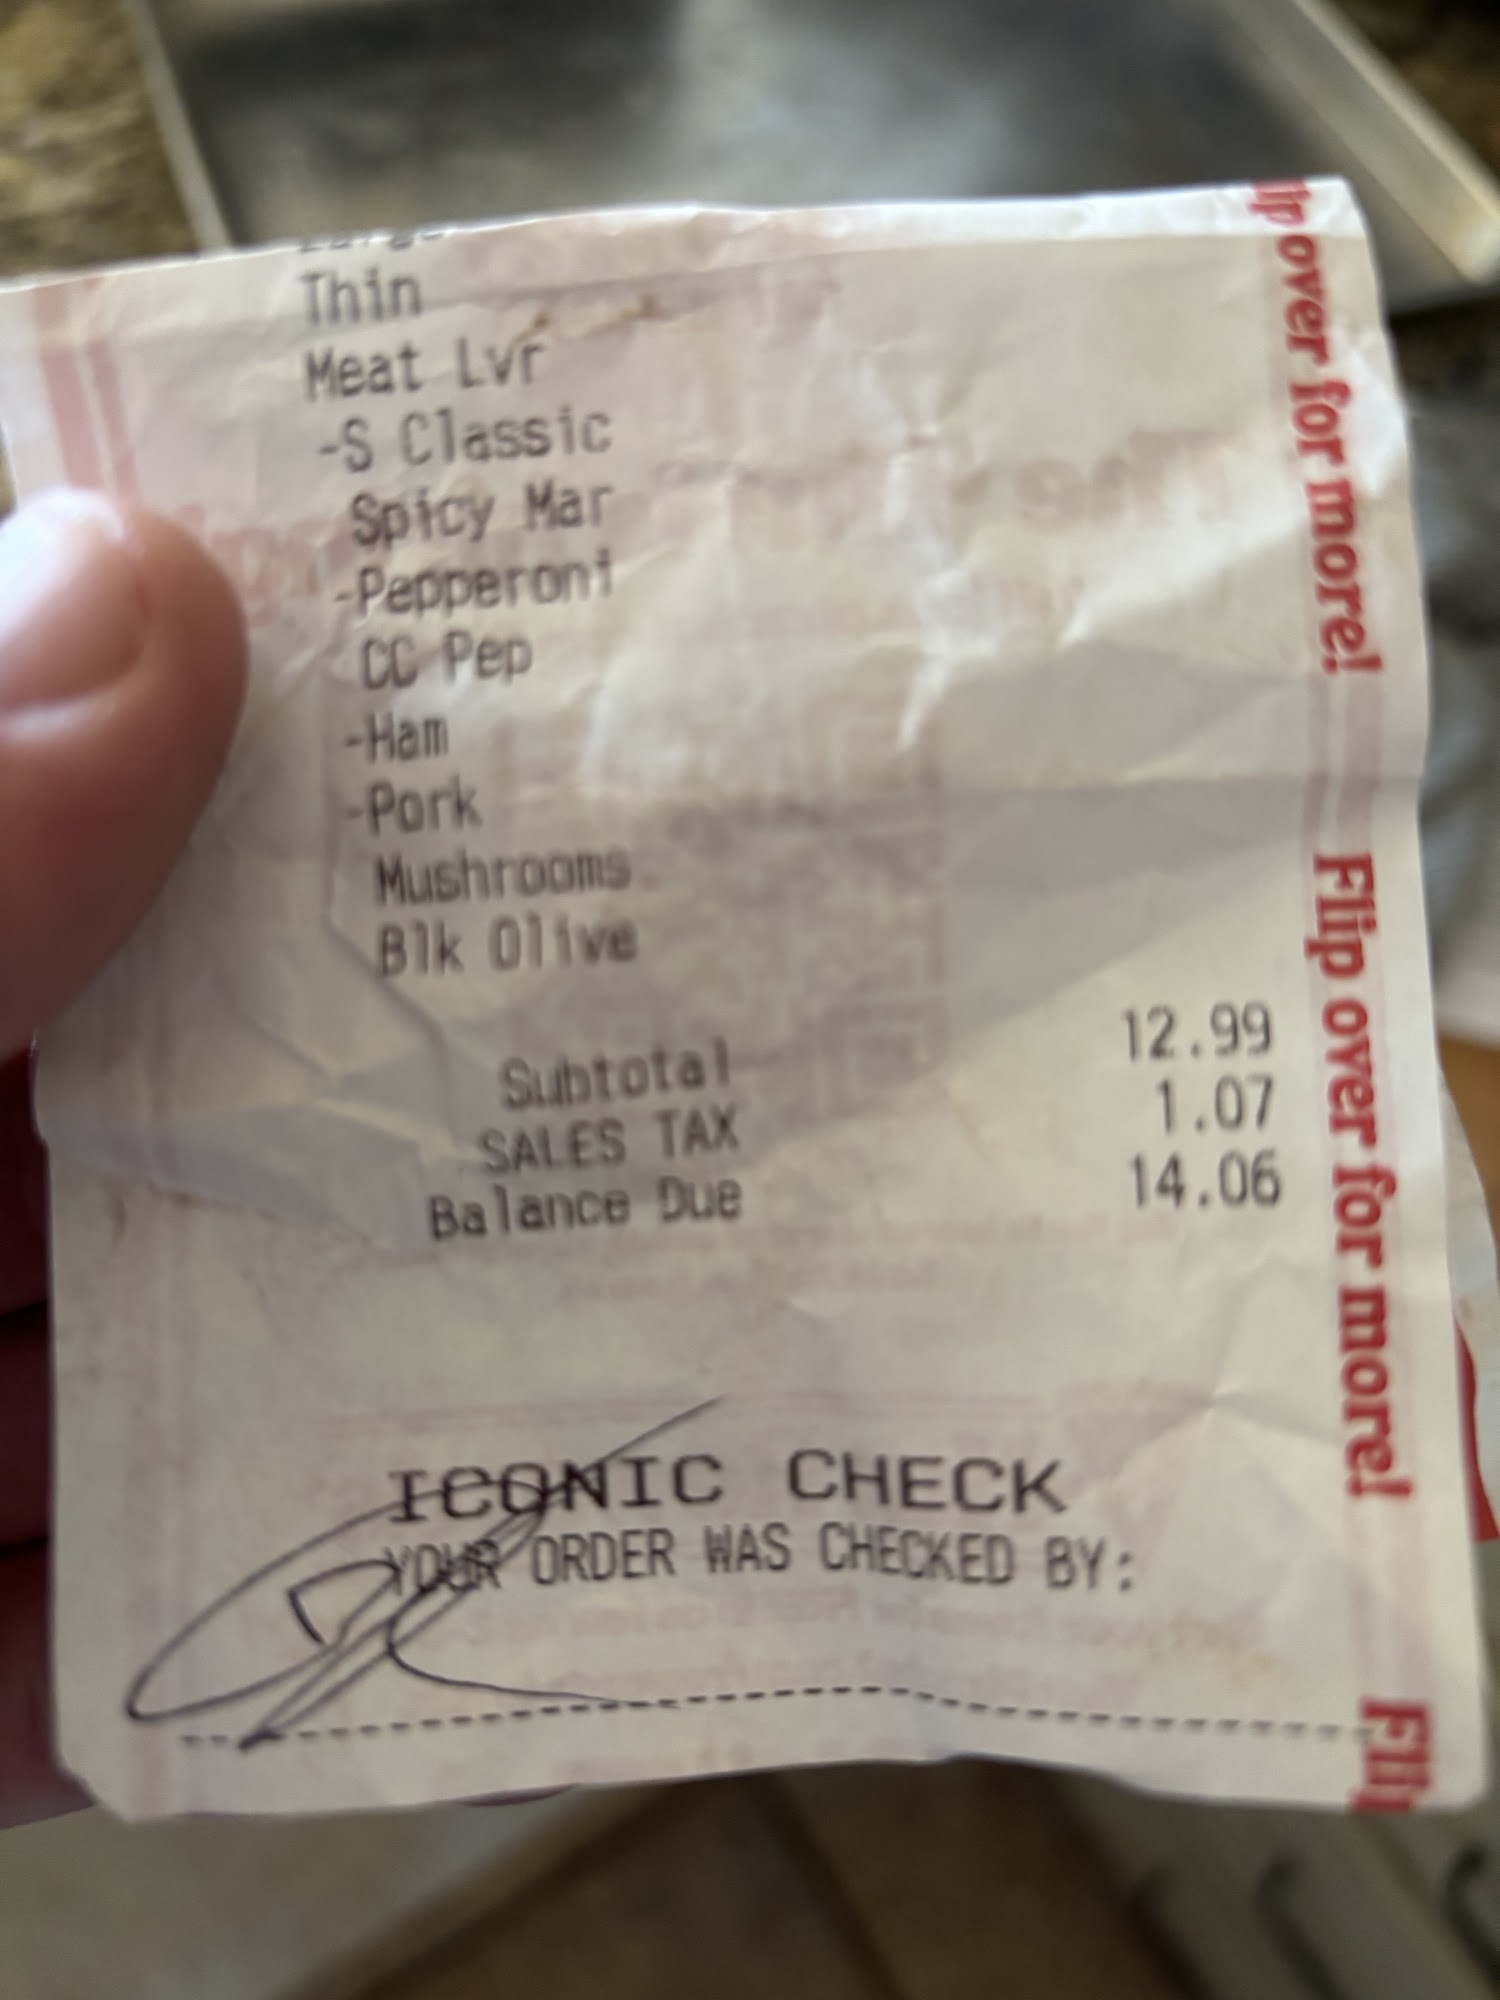 Large
Thin
Meat Lvr
-S Classic
Spicy Mar
-Pepperoni
CC Pep
-Ham
-Pork
Mushrooms
Blk Olive
Subtotal 12.99
SALES TAX 1.07
Balance Due 14.06
ICONIC CHECK
YOUR ORDER WAS CHECKED BY:
lip over for more!
Flip over for more!
Flip